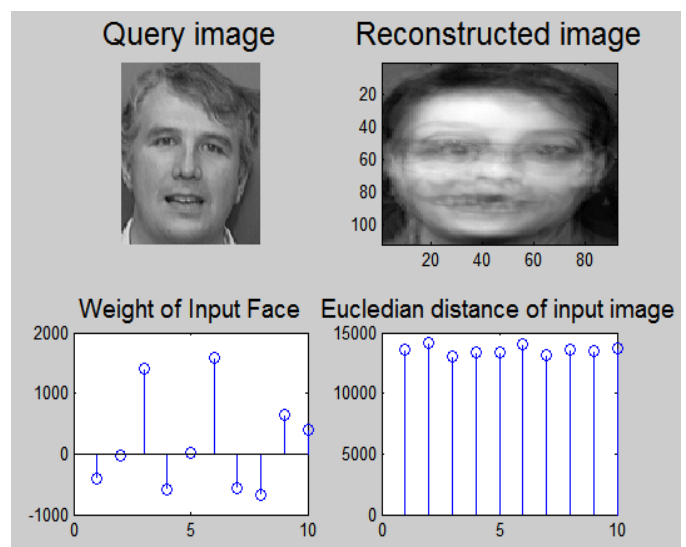 Query image
Reconstructed image
20
40
60
80
100
20 40 60 80
Weight of Input Face
Eucledian distance of input image
2000
1000
0
-1000
0 5 10
15000
10000
5000
0
0 5 10